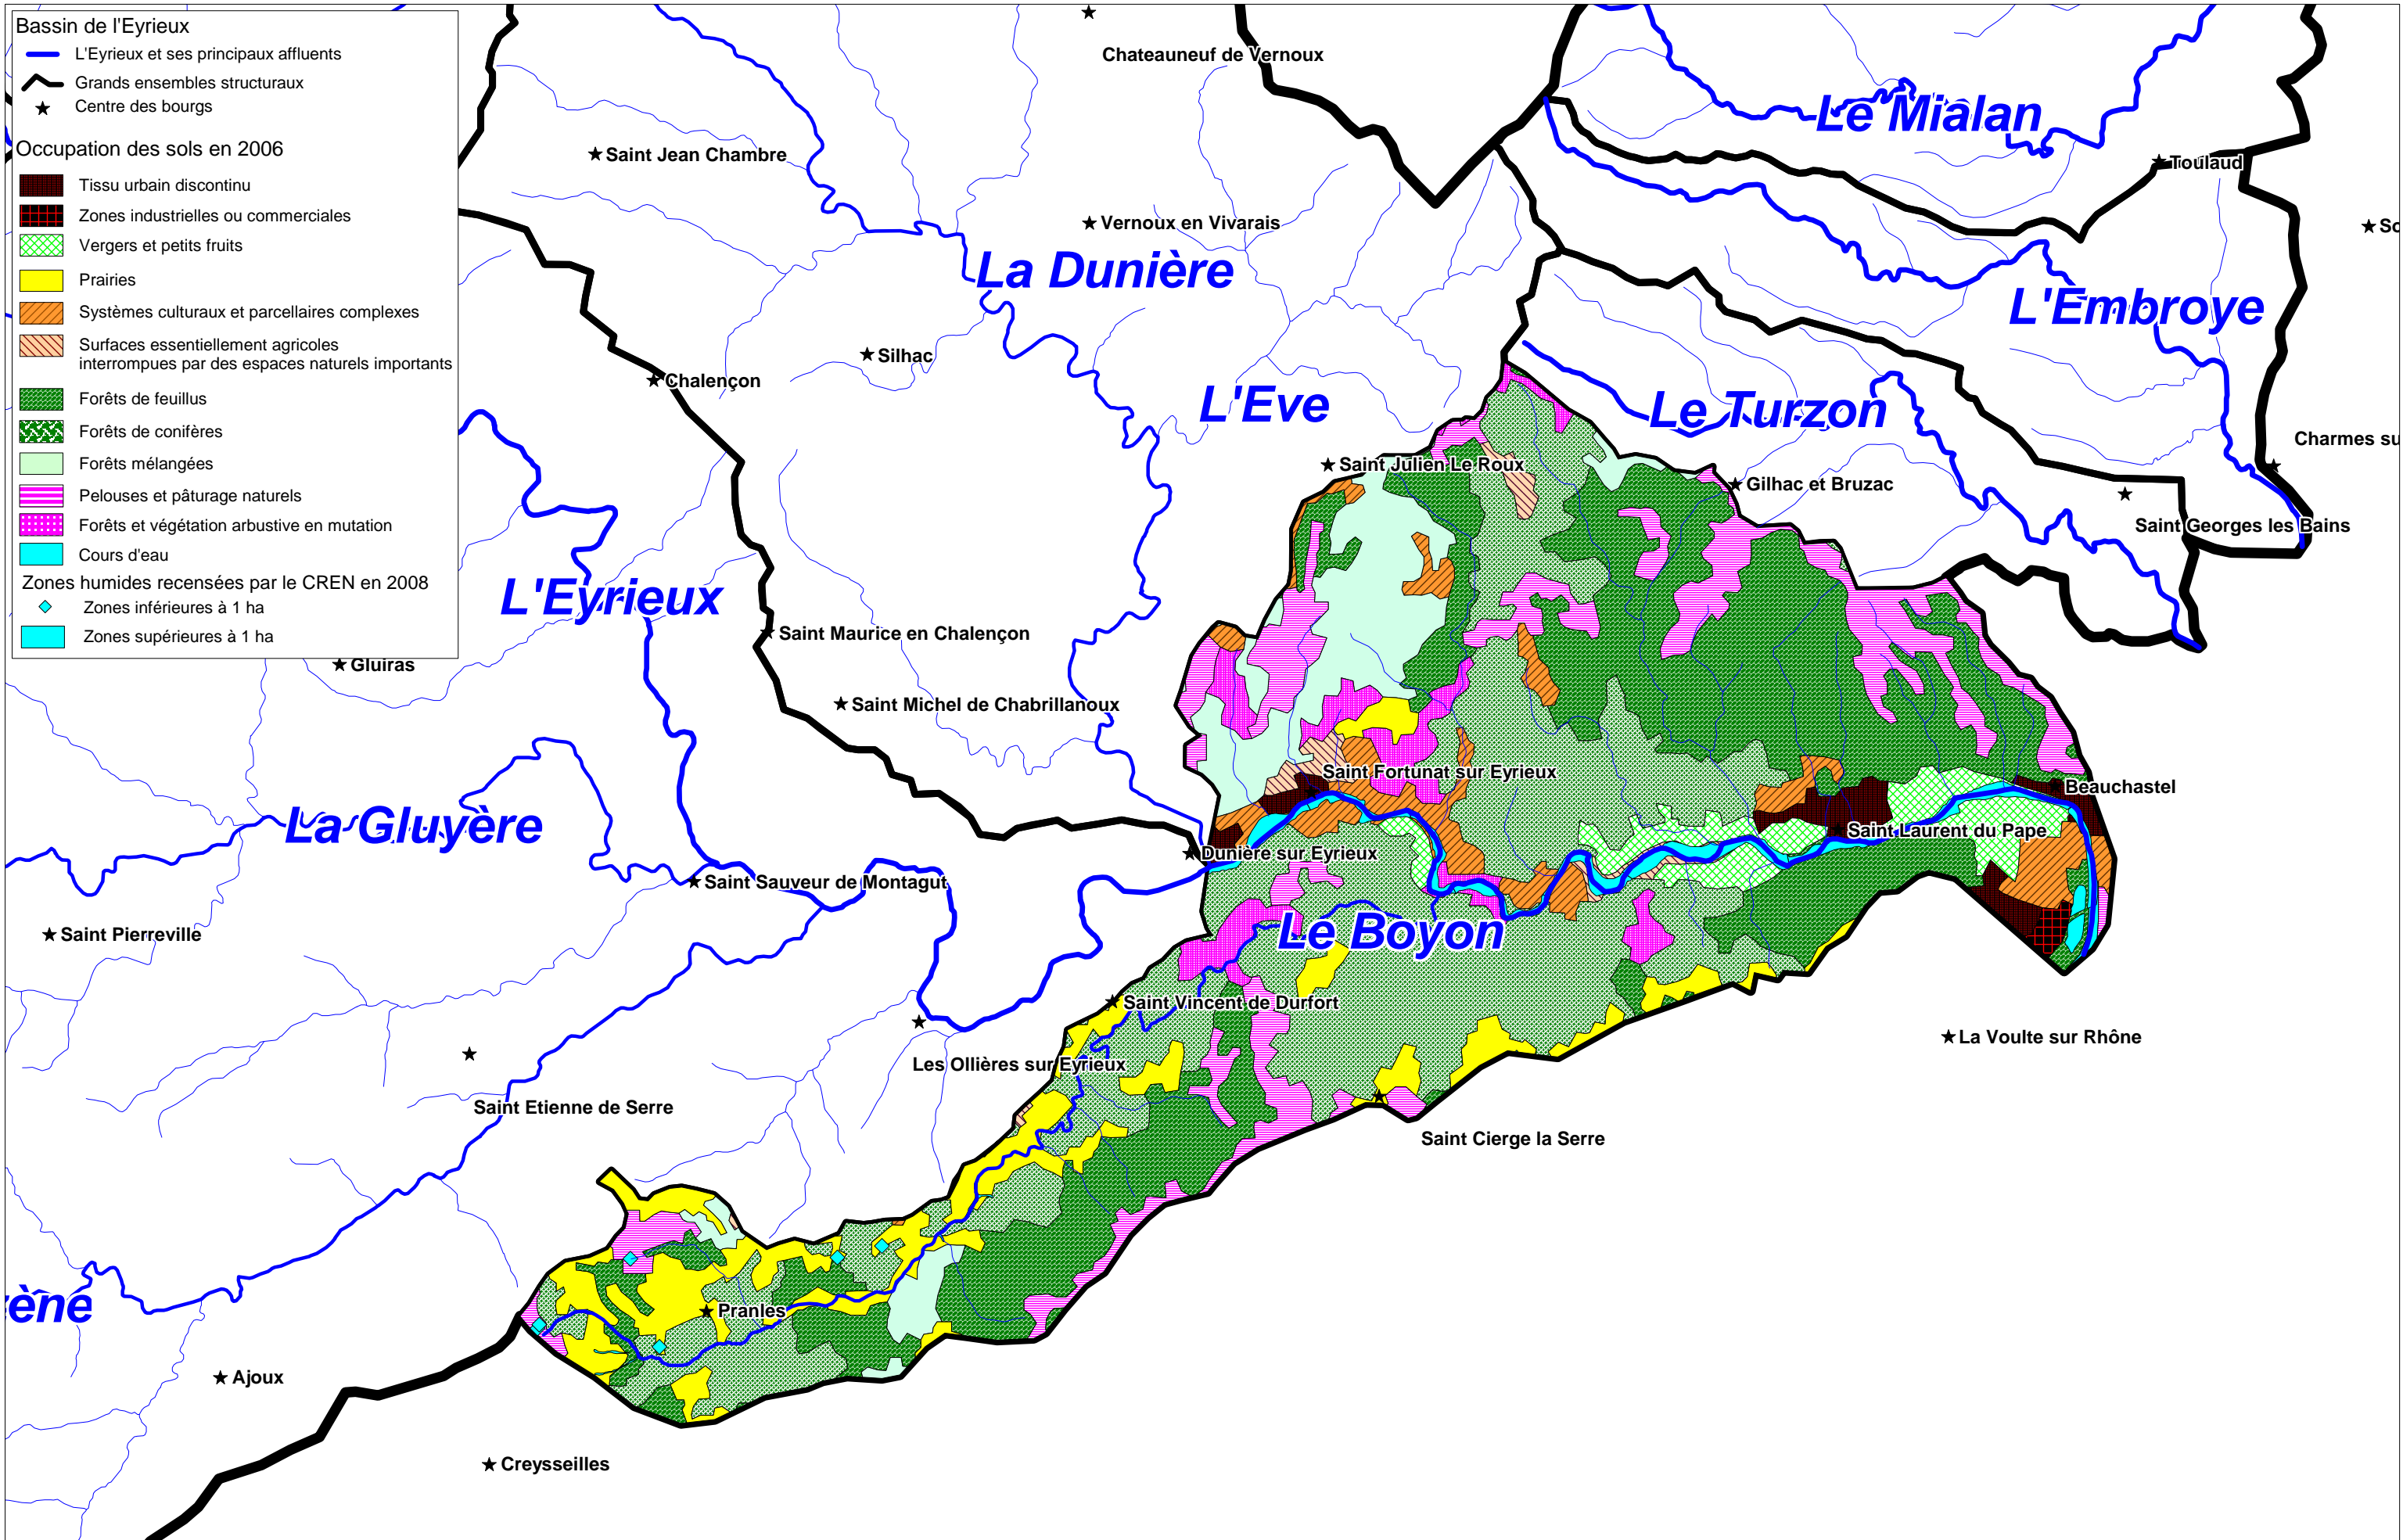 Bassin de l'Eyrieux
L'Eyrieux et ses principaux affluents
Grands ensembles structuraux
Centre des bourgs
Occupation des sols en 2006
Tissu urbain discontinu
Zones industrielles ou commerciales
Vergers et petits fruits
Prairies
Systèmes culturaux et parcellaires complexes
Surfaces essentiellement agricoles
interrompues par des espaces naturels importants
Forêts de feuillus
Forêts de conifères
Forêts mélangées
Pelouses et pâturage naturels
Forêts et végétation arbustive en mutation
Cours d'eau
Zones humides recensées par le CREN en 2008
Zones inférieures à 1 ha
Zones supérieures à 1 ha
Chateauneuf de Vernoux
Le Mialan
Saint Jean Chambre
Toulaud
Vernoux en Vivarais
So
La Dunière
L'Embroye
Silhac
Chalençon
L'Eve
Le Turzon
Charmes su
Saint Julien Le Roux
Gilhac et Bruzac
Saint Georges les Bains
L'Eyrieux
Saint Maurice en Chalençon
Gluiras
Saint Michel de Chabrillanoux
Saint Fortunat sur Eyrieux
Beauchastel
La Gluyère
Saint Laurent du Pape
Dunière sur Eyrieux
Saint Sauveur de Montagut
Saint Pierreville
Le Boyon
Saint Vincent de Durfort
La Voulte sur Rhône
Les Ollières sur Eyrieux
Saint Etienne de Serre
Saint Cierge la Serre
ène
Pranles
Ajoux
Creysseilles